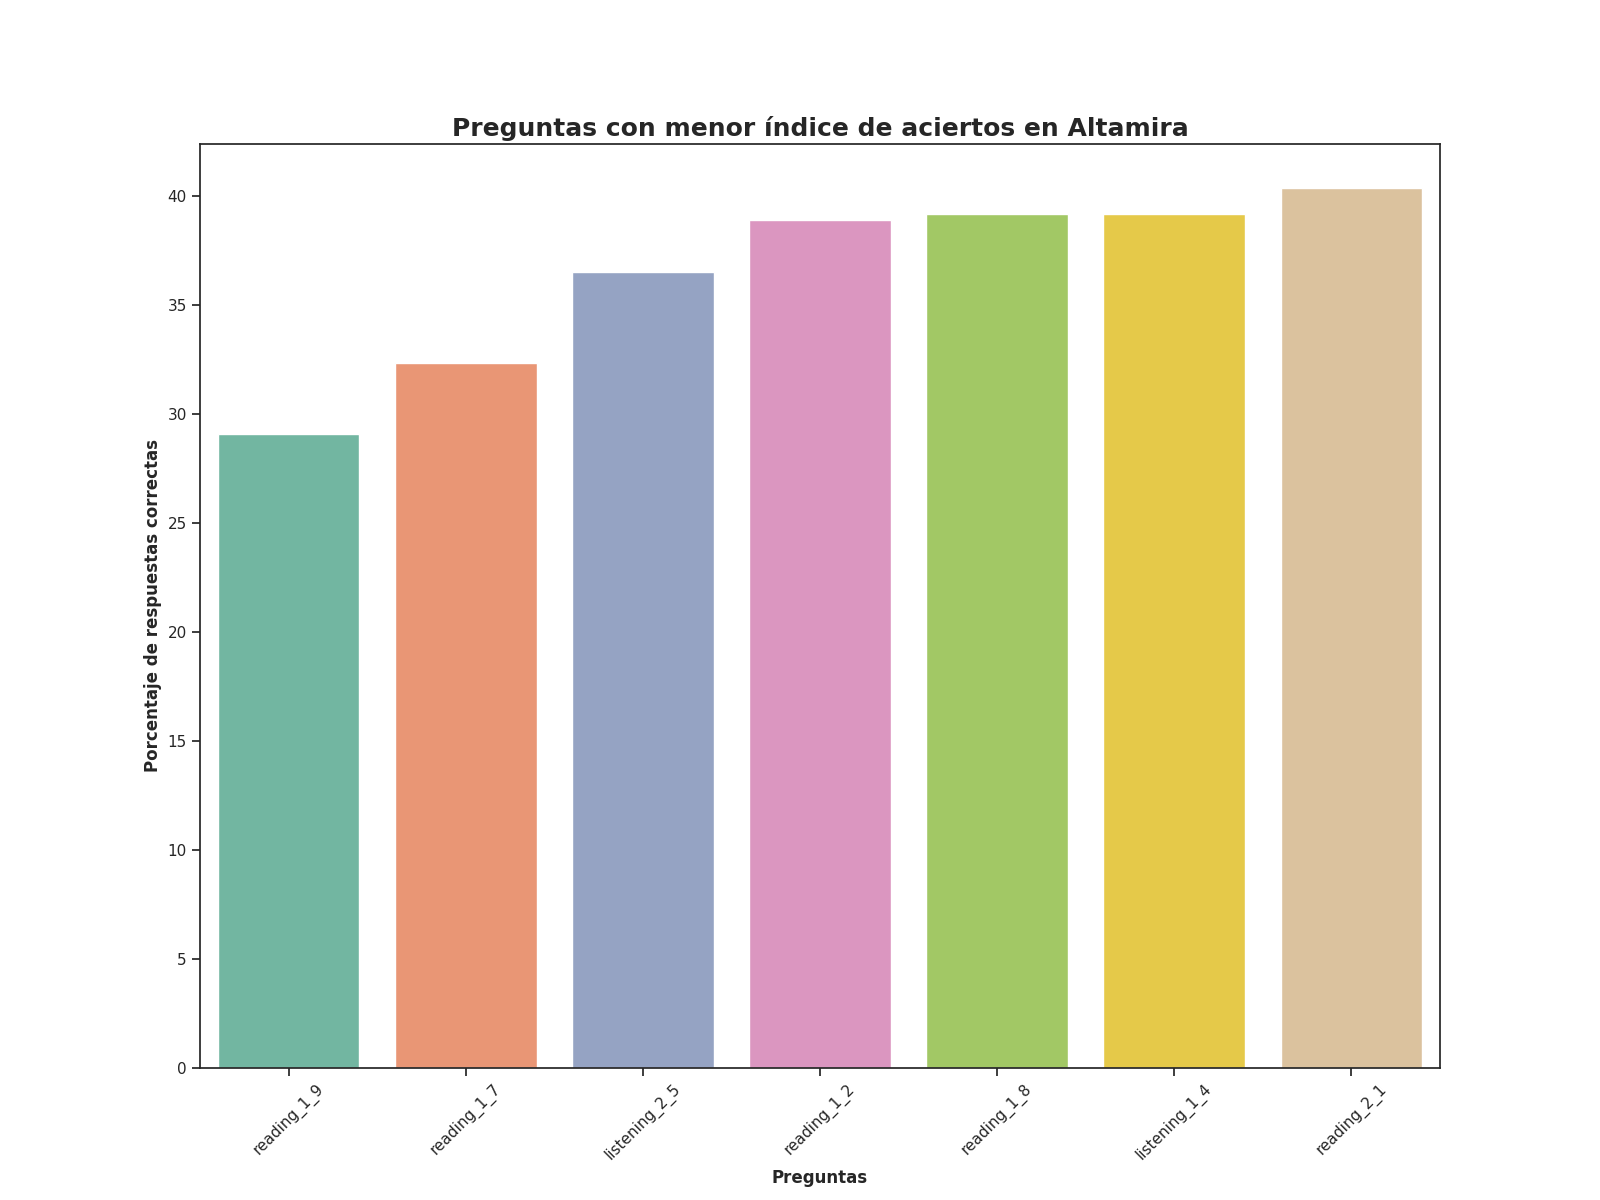 Preguntas con menor índice de aciertos en Altamira
Porcentaje de respuestas correctas
40
35
30
25
20
15
10
5
0
reading_1_9
reading_1_7
listening_2_5
reading_1_2
reading_1_8
listening_1_4
reading_2_1
Preguntas